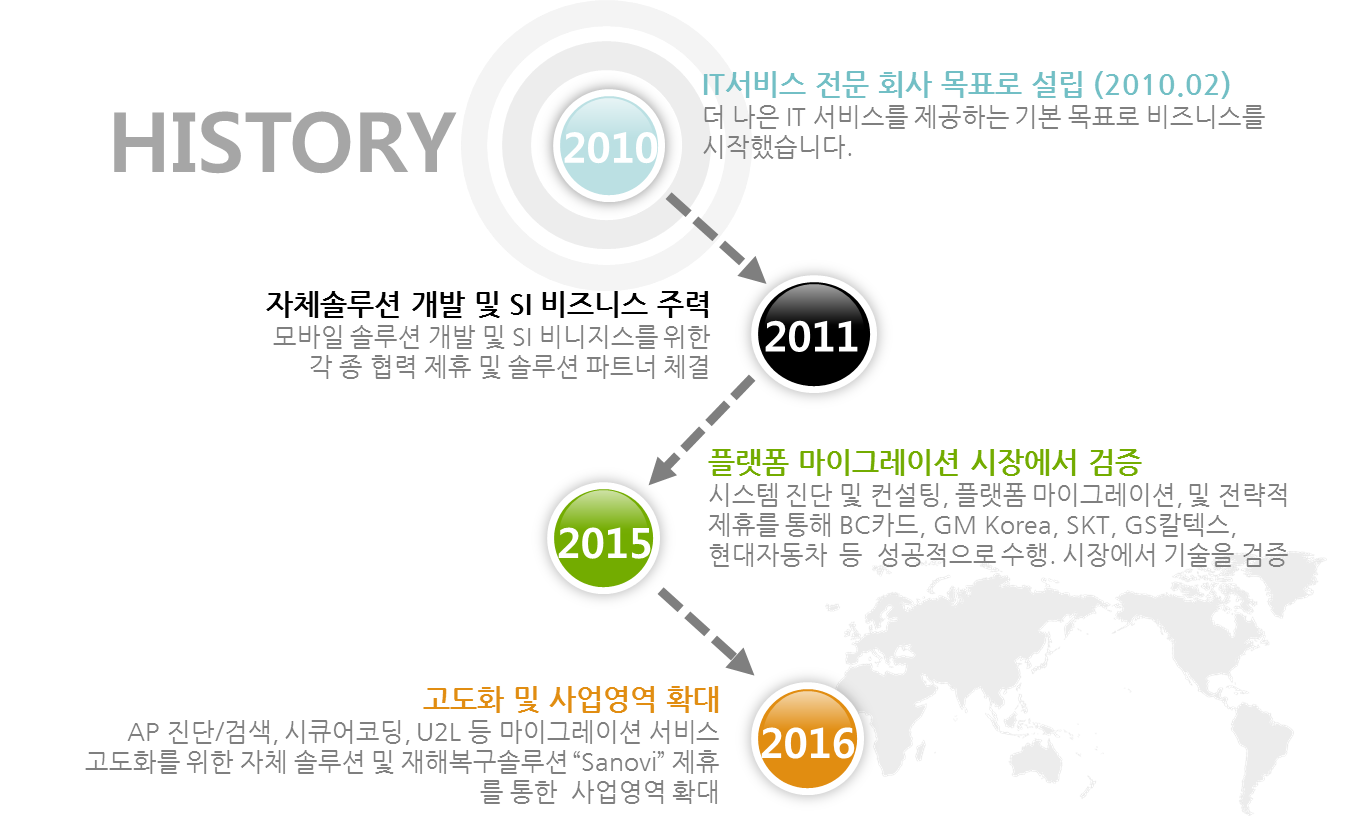 HISTORY
2010
IT서비스 전문 회사 목표로 설립 (2010.02)
더 나은 IT 서비스를 제공하는 기본 목표로 비즈니스를
시작했습니다.
자체솔루션 개발 및 SI 비즈니스 주력
모바일 솔루션 개발 및 SI 비니지스를 위한
각 종 협력 제휴 및 솔루션 파트너 체결
2011
플랫폼 마이그레이션 시장에서 검증
시스템 진단 및 컨설팅, 플랫폼 마이그레이션, 및 전략적
제휴를 통해 BC카드, GM Korea, SKT, GS칼텍스,
현대자동차 등 성공적으로 수행. 시장에서 기술을 검증
2015
고도화 및 사업영역 확대
AP 진단/검색, 시큐어코딩, U2L 등 마이그레이션 서비스
고도화를 위한 자체 솔루션 및 재해복구솔루션 “Sanovi” 제휴
를 통한 사업영역 확대
2016